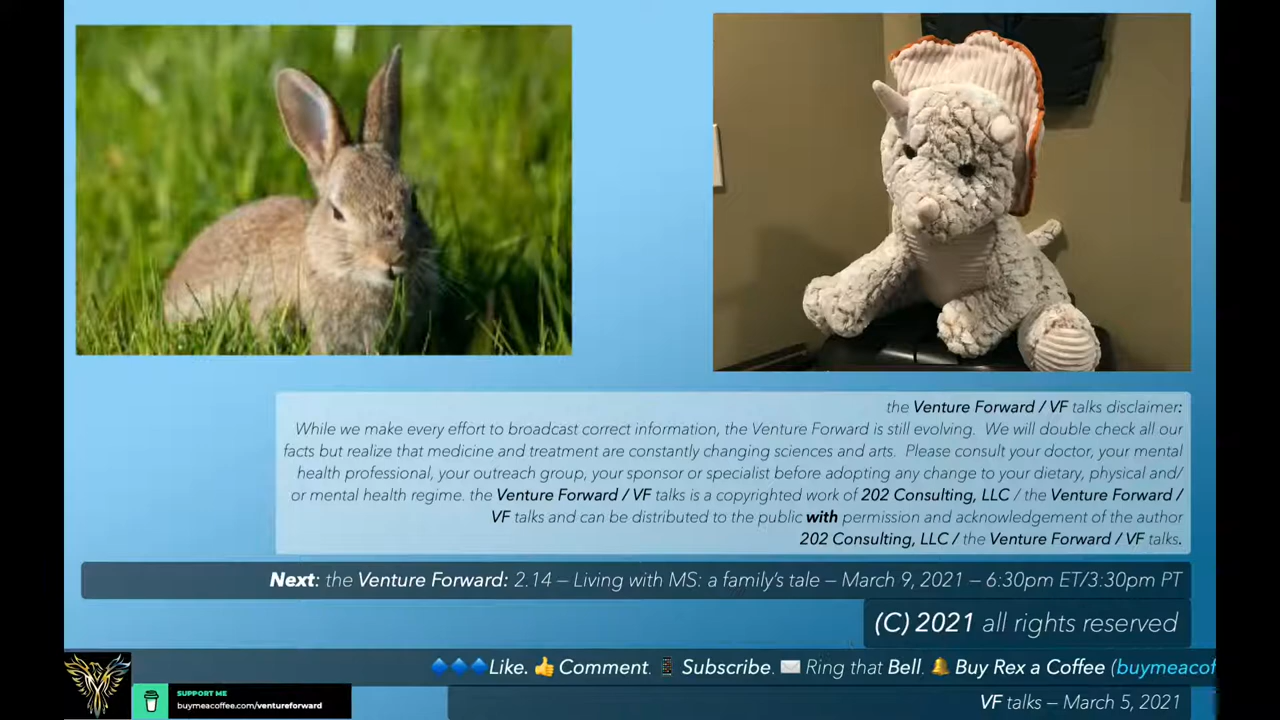 the Venture Forward / VF talks disclaimer:
While we make every effort to broadcast correct information, the Venture Forward is still evolving. We will double check all our
facts but realize that medicine and treatment are constantly changing sciences and arts. Please consult your doctor, your mental
health professional, your outreach group, your sponsor or specialist before adopting any change to your dietary, physical and/
or mental health regime. the Venture Forward / VF talks is a copyrighted work of 202 Consulting, LLC / the Venture Forward /
VF talks and can be distributed to the public with permission and acknowledgement of the author
202 Consulting, LLC / the Venture Forward / VF talks.
Next: the Venture Forward: 2.14 – Living with MS: a family's tale – March 9, 2021 – 6:30pm ET/3:30pm PT
(C) 2021 all rights reserved
🔷🔷🔷Like. 👍 Comment. 📱 Subscribe. ✉️ Ring that Bell. 🔔 Buy Rex a Coffee (buymeacof
SUPPORT ME
buymeacoffee.com/ventureforward
VF talks – March 5, 2021